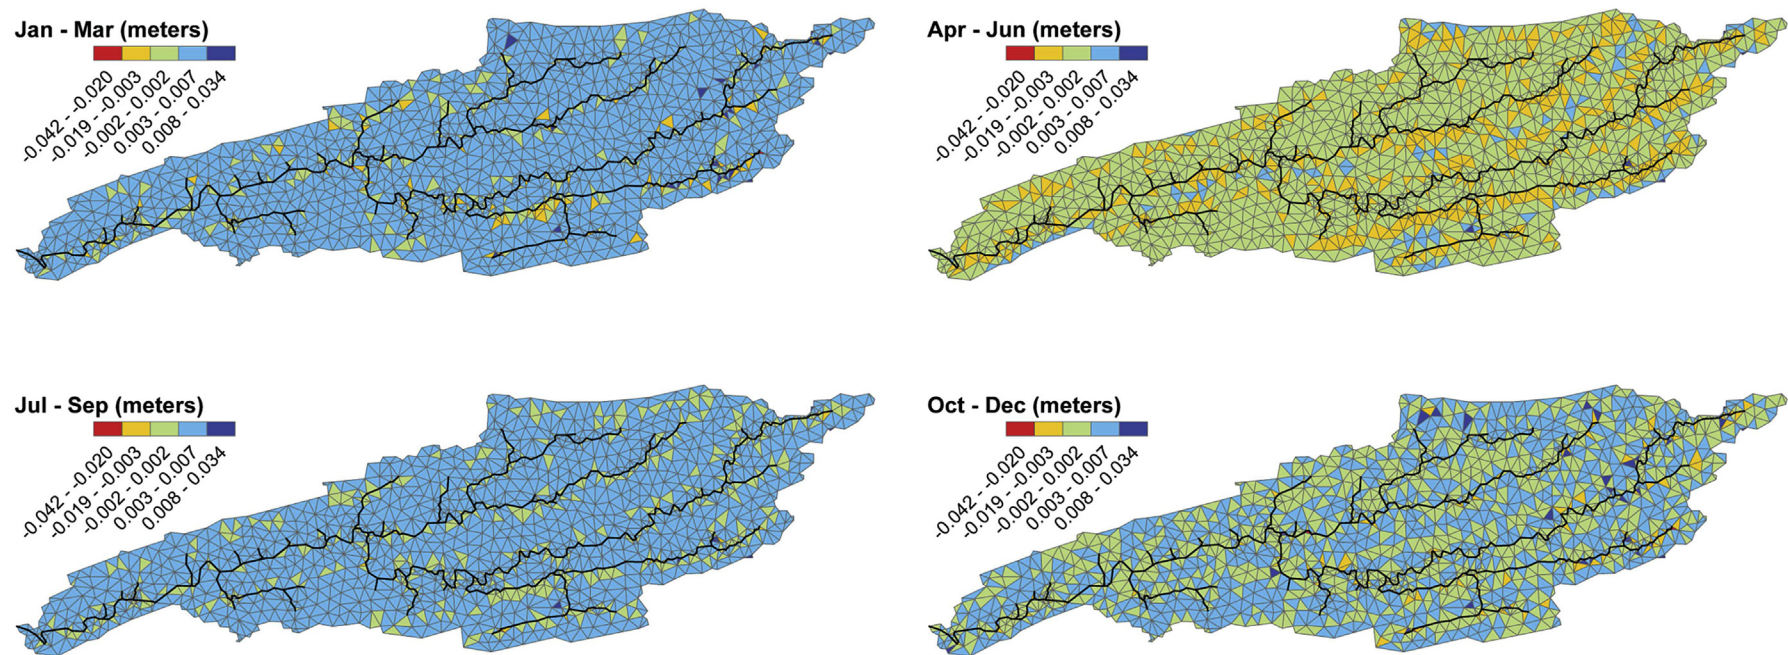 Jan - Mar (meters)
-0.042 - -0.020
-0.019 - -0.003
-0.002 - 0.002
0.003 - 0.007
0.008 - 0.034
Apr - Jun (meters)
-0.042 - -0.020
-0.019 - -0.003
-0.002 - 0.002
0.003 - 0.007
0.008 - 0.034
Jul - Sep (meters)
-0.042 - -0.020
-0.019 - -0.003
-0.002 - 0.002
0.003 - 0.007
0.008 - 0.034
Oct - Dec (meters)
-0.042 - -0.020
-0.019 - -0.003
-0.002 - 0.002
0.003 - 0.007
0.008 - 0.034